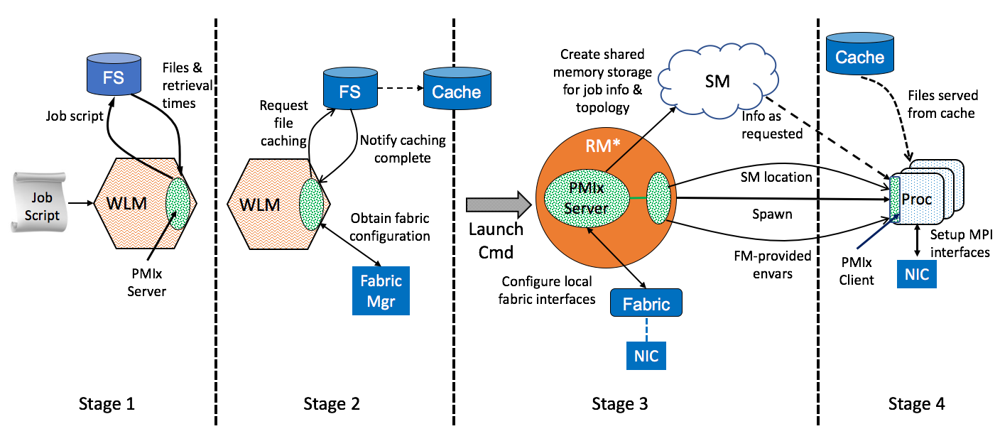 FS
Files &
retrieval
times
Job script
Job
Script
WLM
PMIx
Server
Stage 1
FS
Cache
Request
file
caching
Notify caching
complete
WLM
Obtain fabric
configuration
Fabric
Mgr
Stage 2
Launch
Cmd
Create shared
memory storage
for job info &
topology
SM
Info as
requested
RM*
PMIx
Server
SM location
Spawn
FM-provided
envars
Configure local
fabric interfaces
Fabric
NIC
Stage 3
Cache
Files served
from cache
Proc
Setup MPI
interfaces
PMIx
Client
NIC
Stage 4